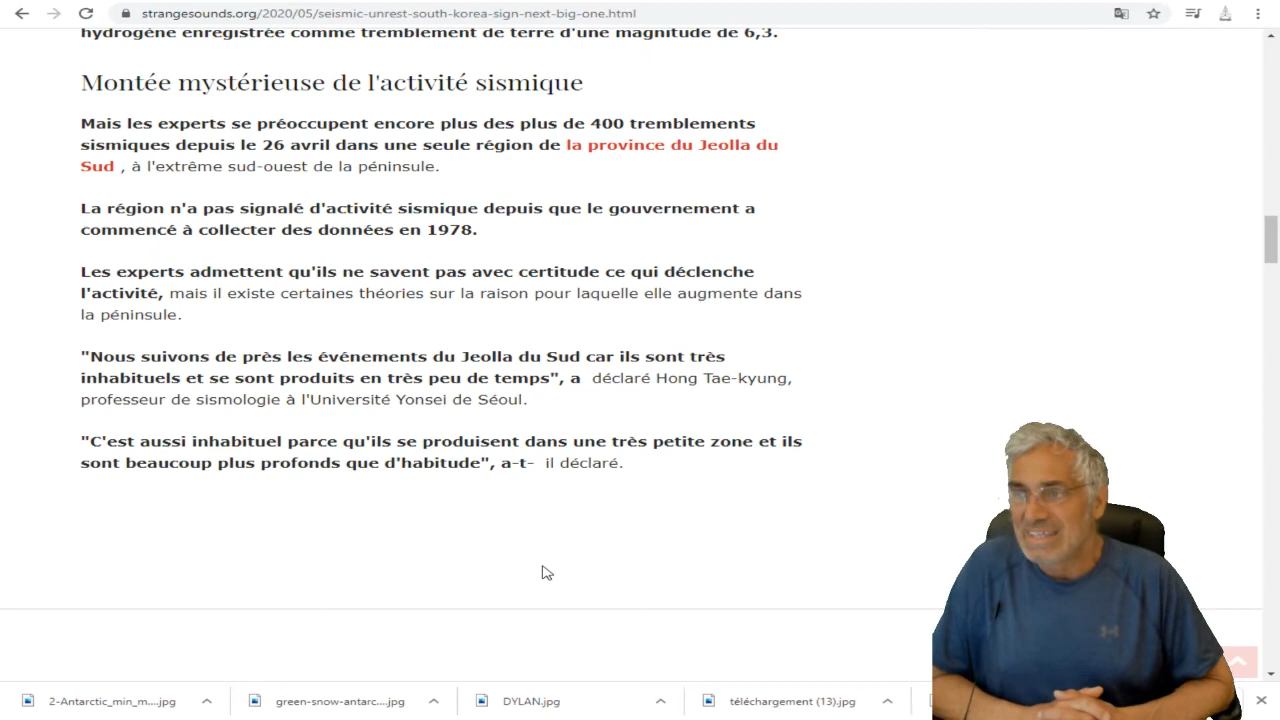 strangesounds.org/2020/05/seismic-unrest-south-korea-sign-next-big-one.html
hydrogène enregistrée comme tremblement de terre d'une magnitude de 6,3.
Montée mystérieuse de l'activité sismique
Mais les experts se préoccupent encore plus des plus de 400 tremblements
sismiques depuis le 26 avril dans une seule région de la province du Jeolla du
Sud , à l'extrême sud-ouest de la péninsule.
La région n'a pas signalé d'activité sismique depuis que le gouvernement a
commencé à collecter des données en 1978.
Les experts admettent qu'ils ne savent pas avec certitude ce qui déclenche
l'activité, mais il existe certaines théories sur la raison pour laquelle elle augmente dans
la péninsule.
"Nous suivons de près les événements du Jeolla du Sud car ils sont très
inhabituels et se sont produits en très peu de temps", a déclaré Hong Tae-kyung,
professeur de sismologie à l'Université Yonsei de Séoul.
"C'est aussi inhabituel parce qu'ils se produisent dans une très petite zone et ils
sont beaucoup plus profonds que d'habitude", a-t- il déclaré.
2-Antarctic_min_m....jpg
green-snow-antarc....jpg
DYLAN.jpg
téléchargement (13).jpg